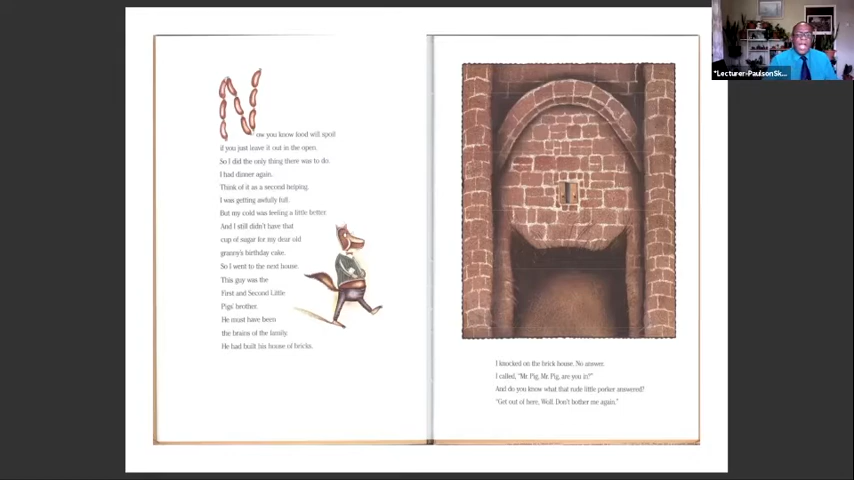 Now you know food will spoil
if you just leave it out in the open.
So I did the only thing there was to do.
I had dinner again.
Think of it as a second helping.
I was getting awfully full.
But my cold was feeling a little better.
And I still didn't have that
cup of sugar for my dear old
granny's birthday cake.
So I went to the next house.
This guy was the
First and Second Little
Pigs' brother.
He must have been
the brains of the family.
He had built his house of bricks.
I knocked on the brick house. No answer.
I called, "Mr. Pig, Mr. Pig, are you in?"
And do you know what that rude little porker answered?
"Get out of here, Wolf. Don't bother me again."
*Lecturer-PaulsonSk...